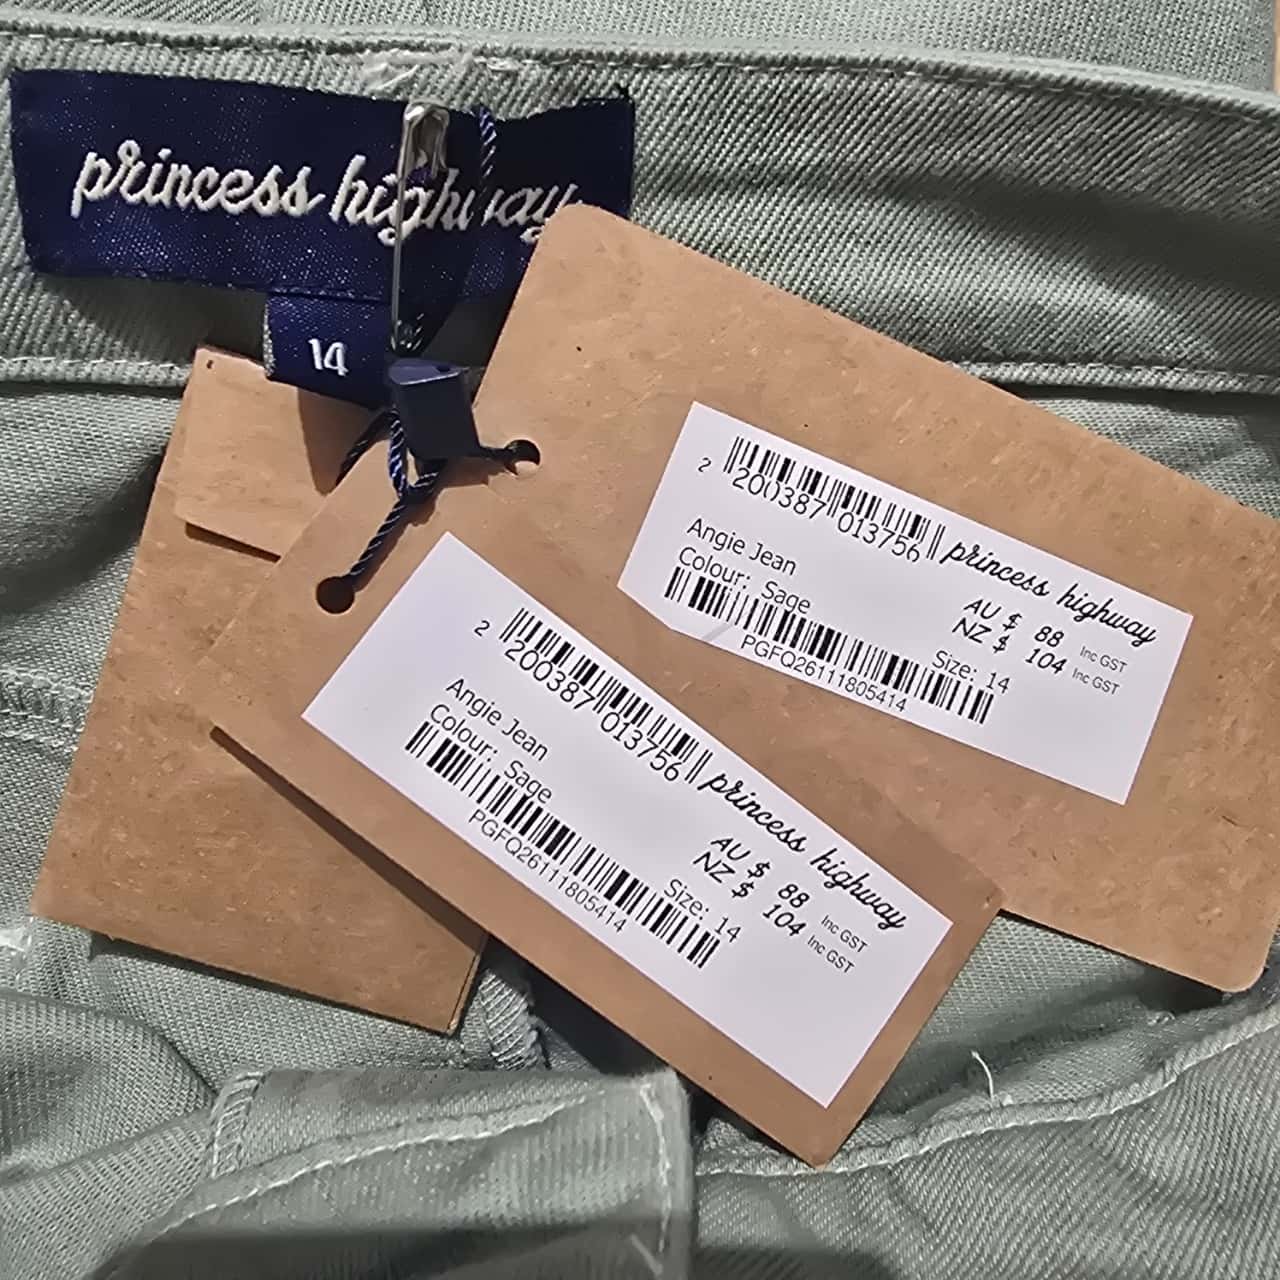 princess highway
14
2 200387 013756
princess highway
Angie Jean
Colour: Sage
AU $ 88 Inc GST
NZ $ 104 Inc GST
Size: 14
PGFQ26111805414
2 200387 013756
princess highway
Angie Jean
Colour: Sage
AU $ 88 Inc GST
NZ $ 104 Inc GST
Size: 14
PGFQ26111805414